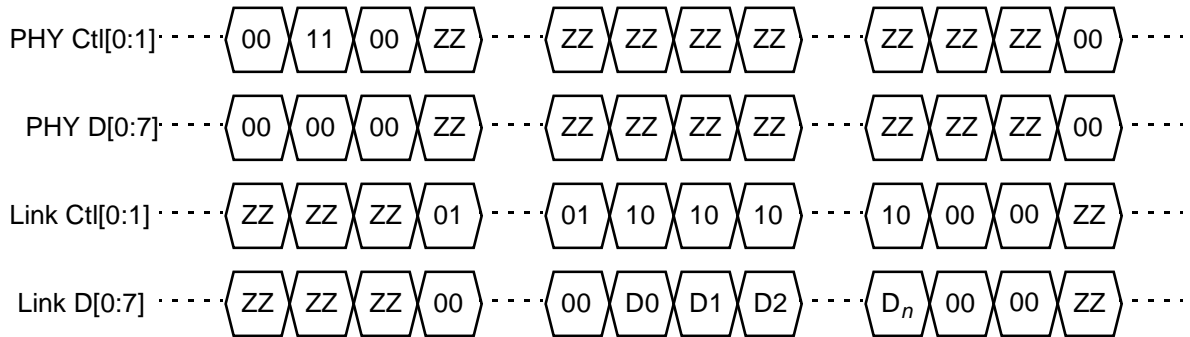 PHY Ctl[0:1] 00 11 00 ZZ ZZ ZZ ZZ ZZ ZZ ZZ ZZ 00
PHY D[0:7] 00 00 00 ZZ ZZ ZZ ZZ ZZ ZZ ZZ ZZ 00
Link Ctl[0:1] ZZ ZZ ZZ 01 01 10 10 10 10 00 00 ZZ
Link D[0:7] ZZ ZZ ZZ 00 00 D0 D1 D2 Dn 00 00 ZZ